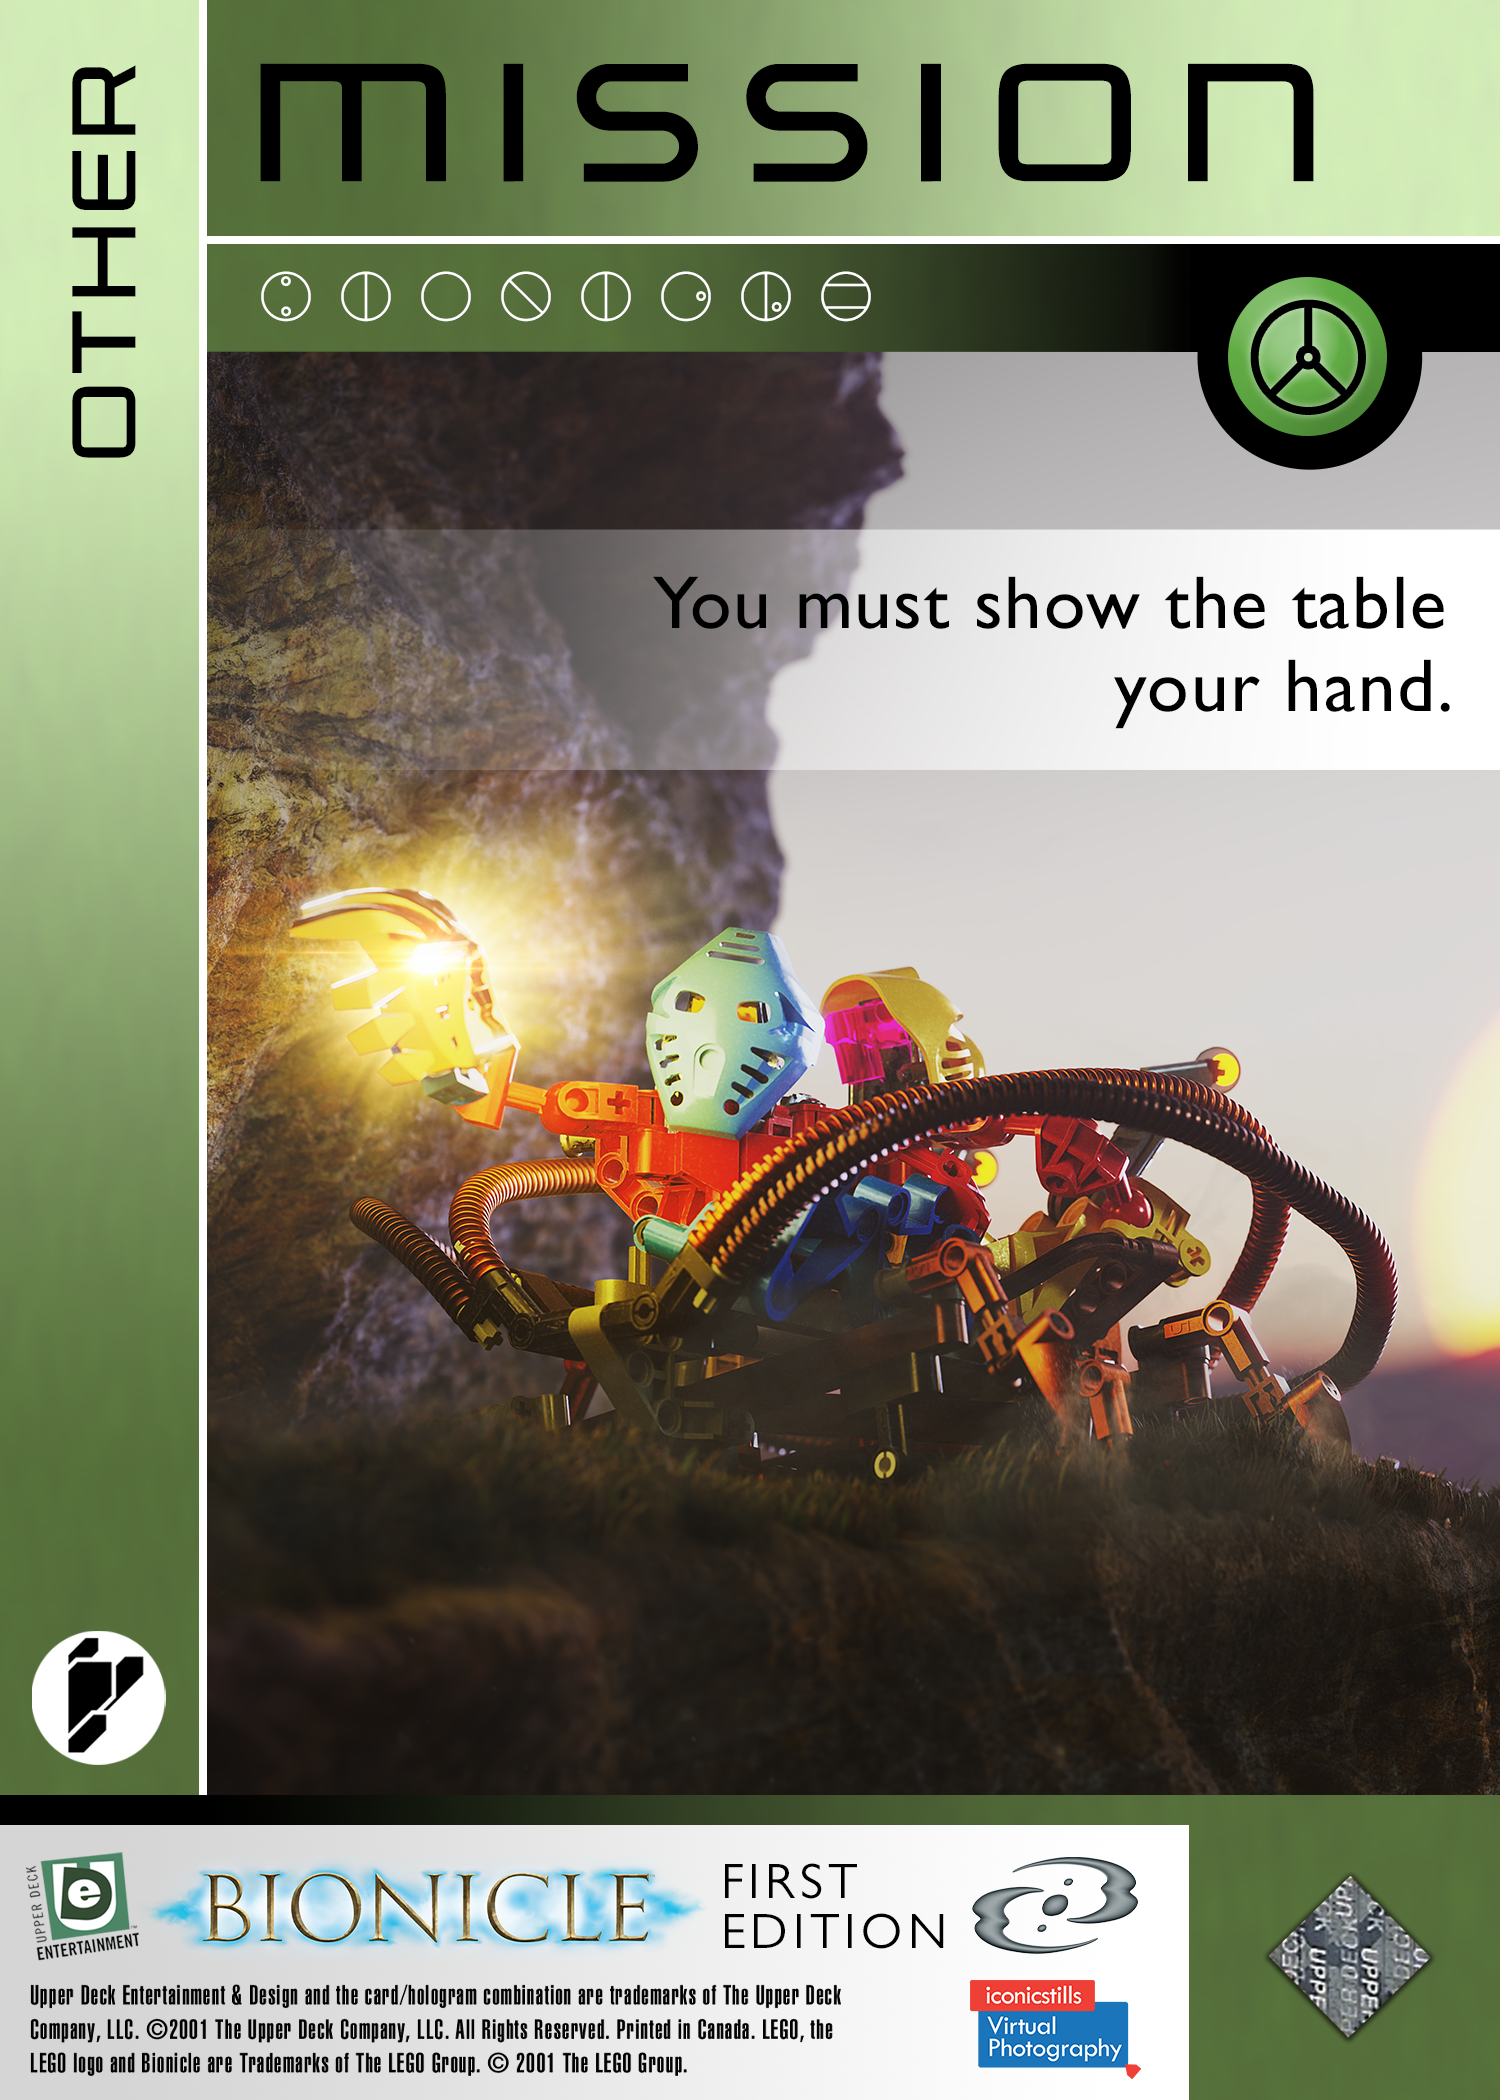 OTHER
MISSION
You must show the table
your hand.
UPPER DECK
e
ENTERTAINMENT
BIONICLE
FIRST
EDITION
Upper Deck Entertainment & Design and the card/hologram combination are trademarks of The Upper Deck
Company, LLC. ©2001 The Upper Deck Company, LLC. All Rights Reserved. Printed in Canada. LEGO, the
LEGO logo and Bionicle are Trademarks of The LEGO Group. © 2001 The LEGO Group.
iconicstills
Virtual
Photography